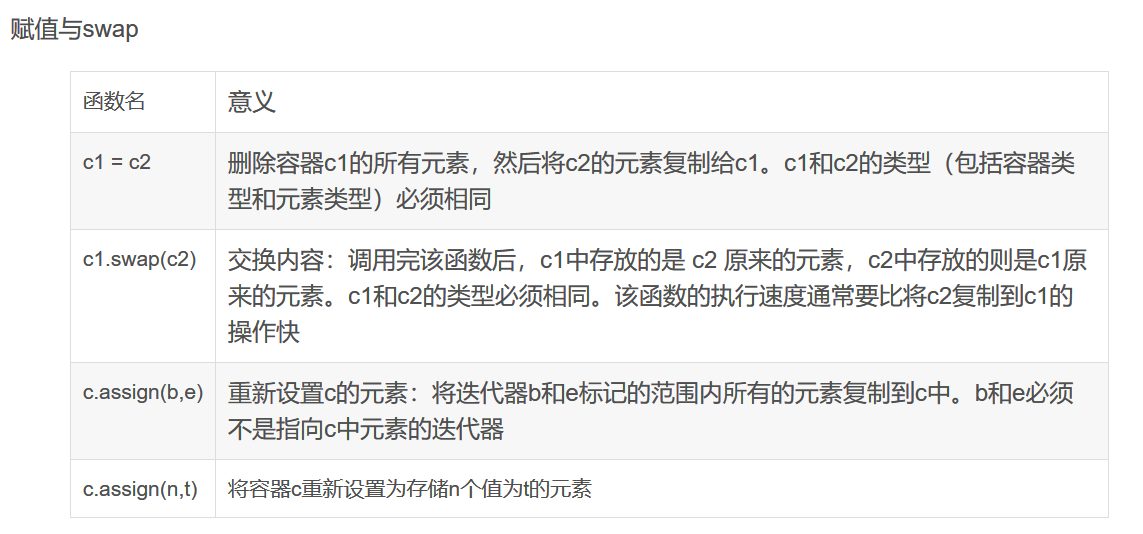 赋值与swap
函数名 意义
c1 = c2 删除容器c1的所有元素，然后将c2的元素复制给c1。c1和c2的类型（包括容器类
型和元素类型）必须相同
c1.swap(c2) 交换内容：调用完该函数后，c1中存放的是 c2 原来的元素，c2中存放的则是c1原
来的元素。c1和c2的类型必须相同。该函数的执行速度通常要比将c2复制到c1的
操作快
c.assign(b,e) 重新设置c的元素：将迭代器b和e标记的范围内所有的元素复制到c中。b和e必须
不是指向c中元素的迭代器
c.assign(n,t) 将容器c重新设置为存储n个值为t的元素